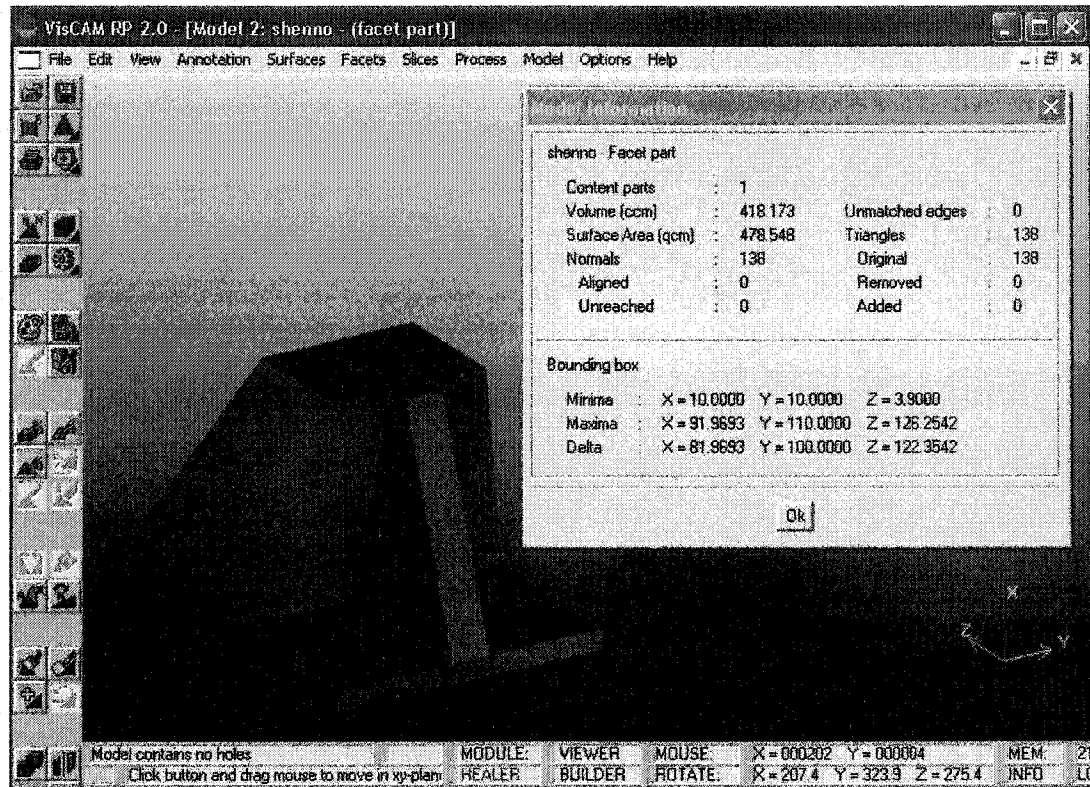 VisCAM RP 2.0 - [Model 2: shenno - (facet part)]
File Edit View Annotation Surfaces Facets Slices Process Model Options Help
shenno Facet part
Content parts : 1
Volume (ccm) : 418.173 Unmatched edges : 0
Surface Area (qcm) : 478.548 Triangles : 138
Normals : 138 Original : 138
Aligned : 0 Removed : 0
Unreached : 0 Added : 0
Bounding box
Minima : X = 10.0000 Y = 10.0000 Z = 3.9000
Maxima : X = 91.9693 Y = 110.0000 Z = 126.2542
Delta : X = 81.9693 Y = 100.0000 Z = 122.3542
Ok
X
Z
Y
Model contains no holes MODULE: VIEWER MOUSE: X = 000202 Y = 000004 MEM:
Click button and drag mouse to move in xy-plan HEALER BUILDER ROTATE: X = 207.4 Y = 323.9 Z = 275.4 INFO